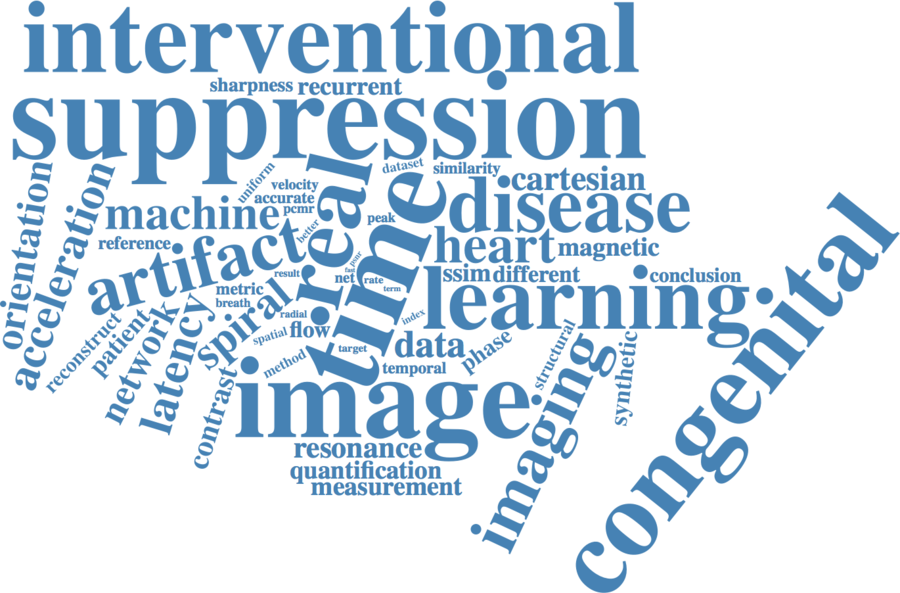 interventional
sharpness recurrent
suppression
orientation
acceleration
uniform
velocity
accurate
pcmr
better
real
time
dataset
similarity
cartesian
machine
reference
peak
disease
artifact
heart
magnetic
result
metric
breath
net
fast
pour
rate
term
ssim
different
conclusion
congenital
learning
reconstruct
patient
network
latency
spiral
radial
spatial
flow
index
method
target
data
temporal
phase
structural
synthetic
contrast
image
imaging
resonance
quantification
measurement